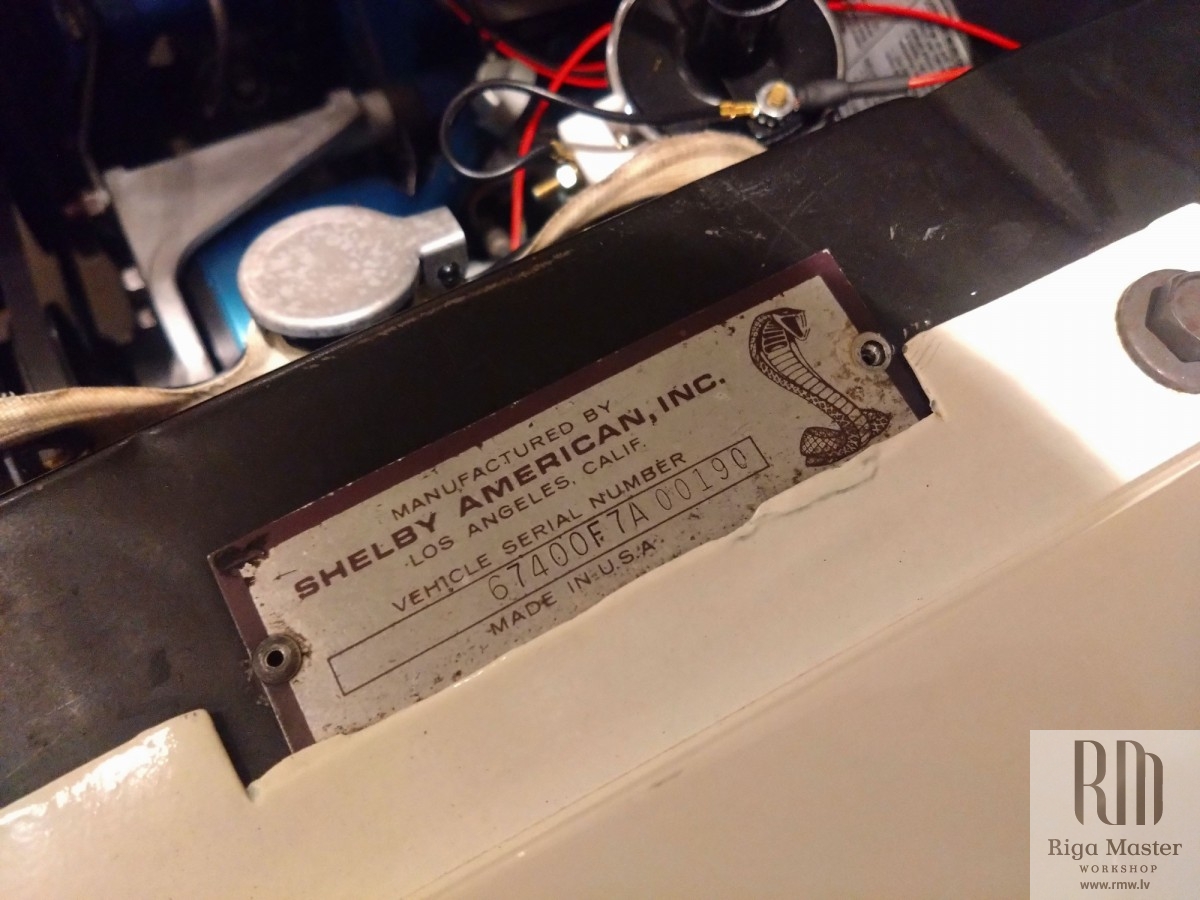 MANUFACTURED BY
SHELBY AMERICAN, INC.
LOS ANGELES, CALIF.
VEHICLE SERIAL NUMBER
67400F7A00190
MADE IN U.S.A.
RM
Riga Master
WORKSHOP
www.rmw.lv